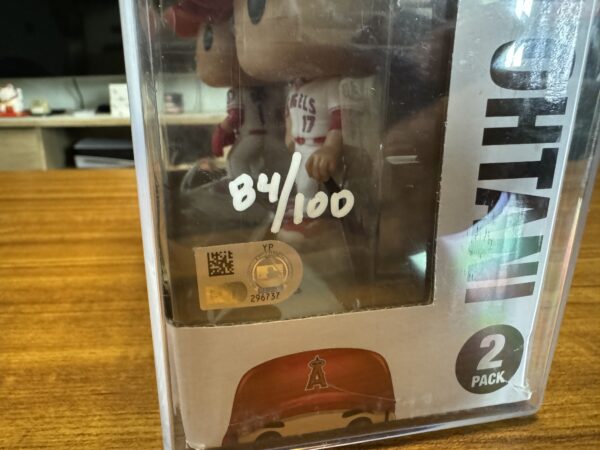 OHTANI
ANGELS
17
84/100
YP
296737
2
PACK
A